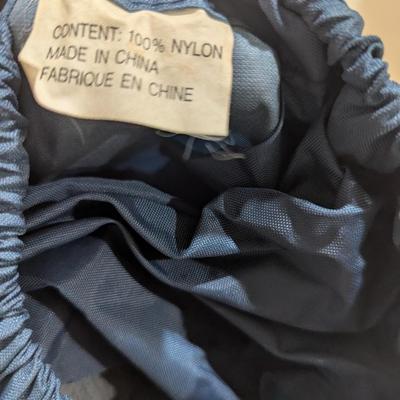 CONTENT: 100% NYLON
MADE IN CHINA
FABRIQUE EN CHINE